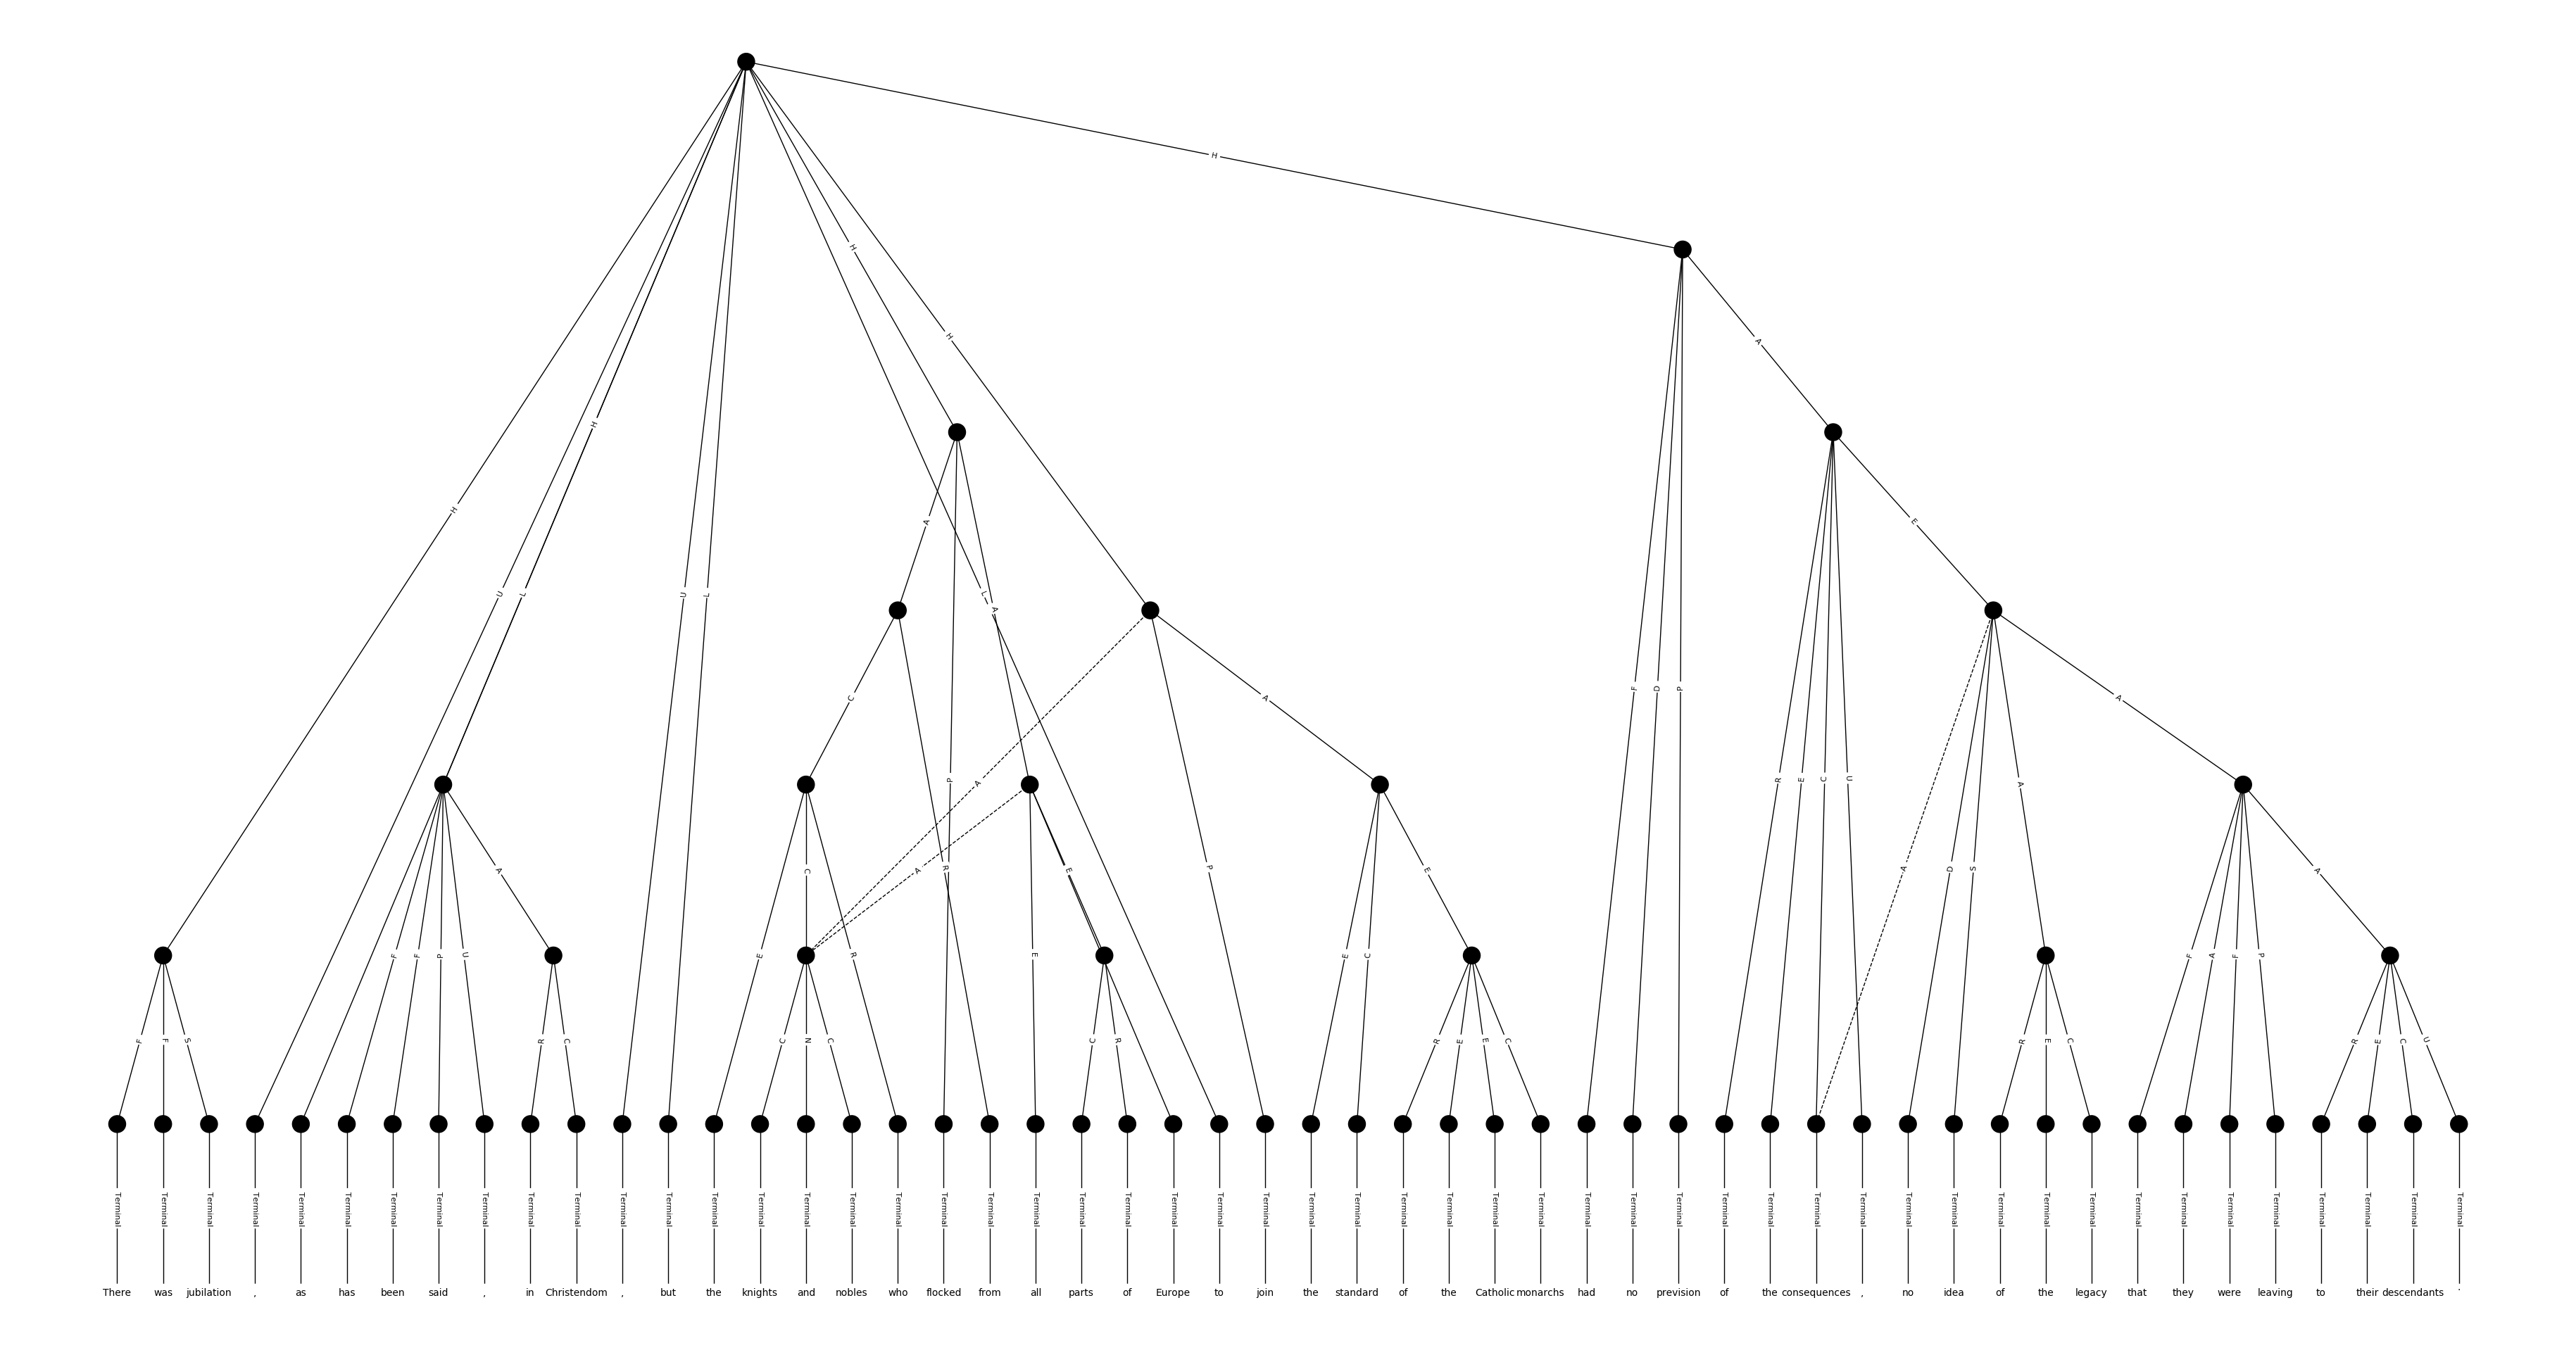 H
H
H
A
H
H
E
A
U
L
U
L
L
A
F
D
P
C
A
A
P
A
R
E
C
U
A
A
C
R
A
E
P
E
A
D
S
A
F
F
P
U
E
R
E
E
C
F
A
F
P
F
F
S
R
C
C
N
C
C
R
R
E
E
C
R
E
C
R
E
C
U
Terminal Terminal Terminal Terminal Terminal Terminal Terminal Terminal Terminal Terminal Terminal Terminal Terminal Terminal Terminal Terminal Terminal Terminal Terminal Terminal Terminal Terminal Terminal Terminal Terminal Terminal Terminal Terminal Terminal Terminal Terminal Terminal Terminal Terminal Terminal Terminal Terminal Terminal Terminal Terminal Terminal Terminal Terminal Terminal Terminal Terminal Terminal Terminal Terminal Terminal Terminal Terminal
There was jubilation , as has been said , in Christendom , but the knights and nobles who flocked from all parts of Europe to join the standard of the Catholic monarchs had no prevision of the consequences , no idea of the legacy that they were leaving to their descendants .